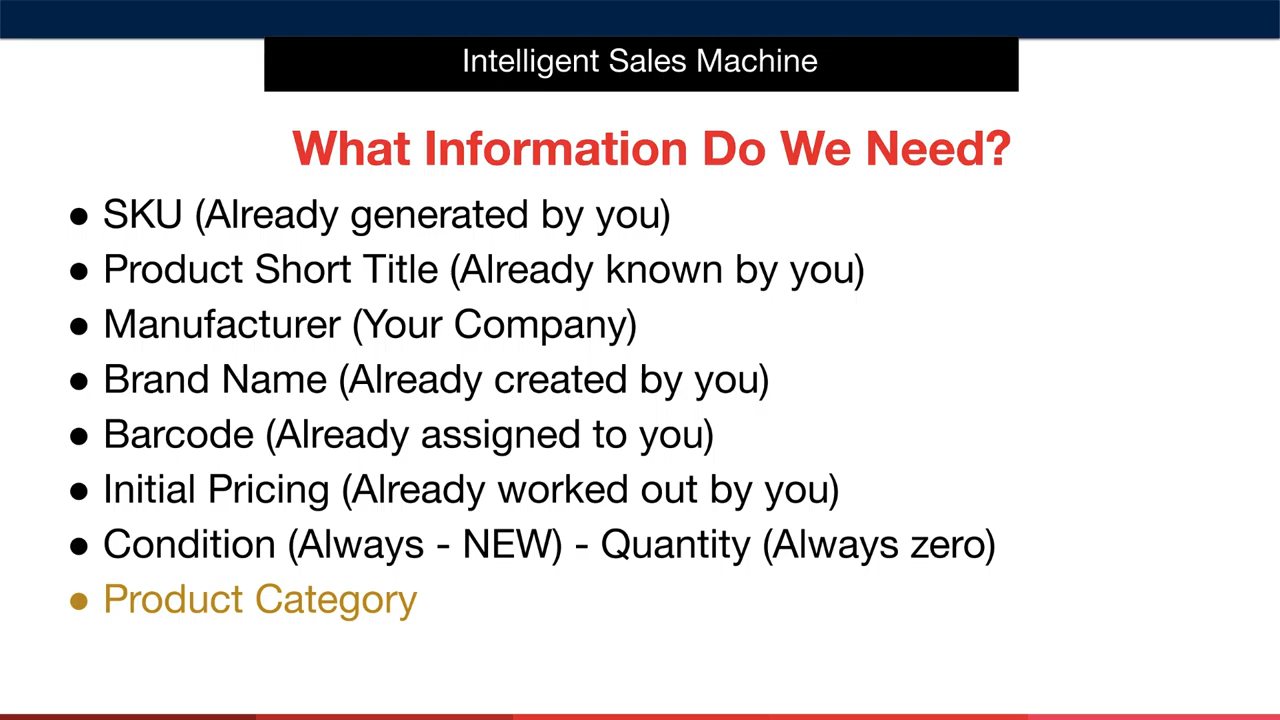 Intelligent Sales Machine
What Information Do We Need?
● SKU (Already generated by you)
● Product Short Title (Already known by you)
● Manufacturer (Your Company)
● Brand Name (Already created by you)
● Barcode (Already assigned to you)
● Initial Pricing (Already worked out by you)
● Condition (Always - NEW) - Quantity (Always zero)
● Product Category